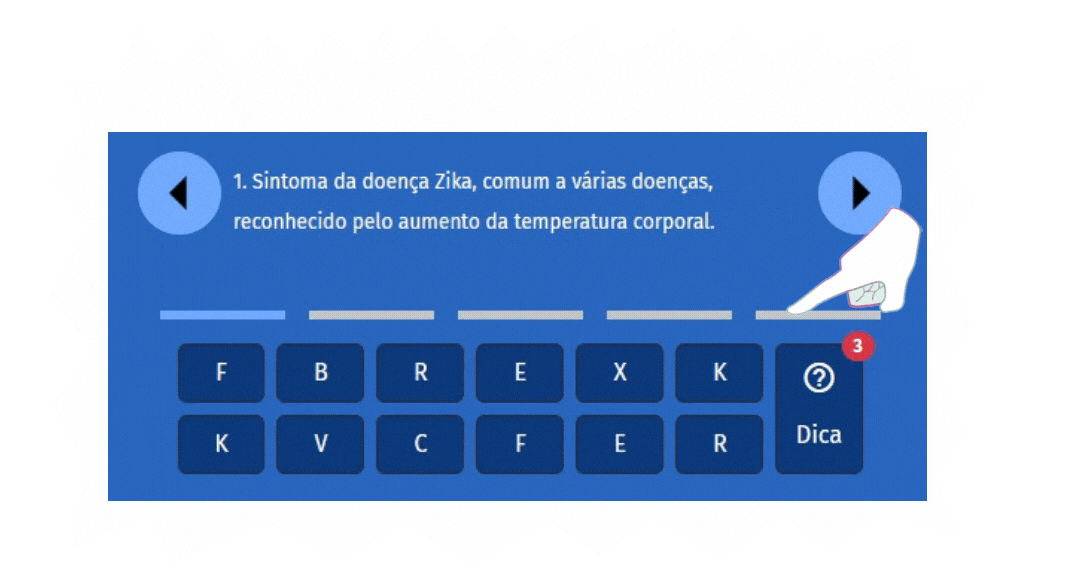 1. Sintoma da doença Zika, comum a várias doenças,
reconhecido pelo aumento da temperatura corporal.
3
F B R E X K
K V C F E R
Dica